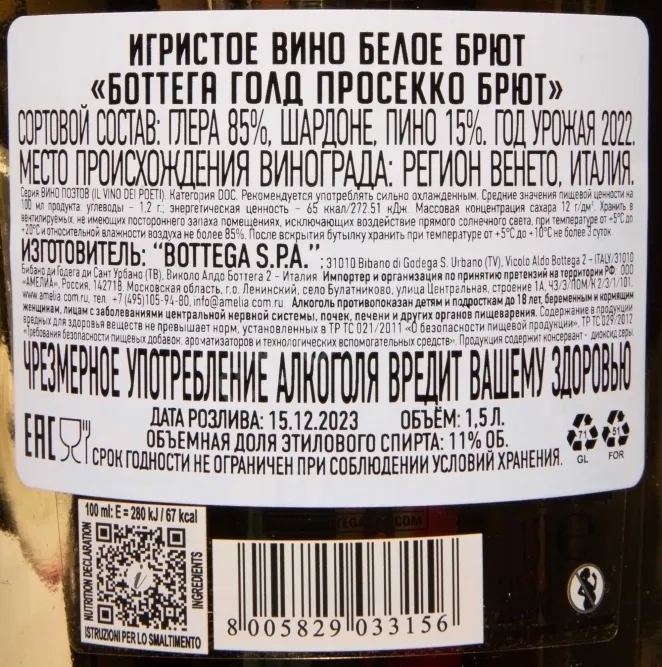 ИГРИСТОЕ ВИНО БЕЛОЕ БРЮТ
«БОТТЕГА ГОЛД ПРОСЕККО БРЮТ»
СОРТОВОЙ СОСТАВ: ГЛЕРА 85%, ШАРДОНЕ, ПИНО 15%. ГОД УРОЖАЯ 2022.
МЕСТО ПРОИСХОЖДЕНИЯ ВИНОГРАДА: РЕГИОН ВЕНЕТО, ИТАЛИЯ.
Серия ВИНО ПОЭТОВ (IL VINO DEI POETI). Категория DOC. Рекомендуется употреблять сильно охлажденным. Средние значения пищевой ценности на
100 мл продукта: углеводы - 1,2 г.; энергетическая ценность - 65 ккал/272.51 кДж. Массовая концентрация сахара 12 г/дм³. Хранить в
вентилируемых, не имеющих постороннего запаха помещениях, исключающих воздействие прямого солнечного света, при температуре от +5°C до
+20°C и относительной влажности воздуха не более 85%. После вскрытия бутылку хранить при температуре от +5°C до +10°C не более 3 суток
ИЗГОТОВИТЕЛЬ: "BOTTEGA S.P.A."; 31010 Bibano di Godega S. Urbano (TV), Vicolo Aldo Bottega 2 - ITALY/31010
Бибано ди Годега ди Сант Урбано (ТВ), Виколо Алдо Боттега 2 - Италия. Импортер и организация по принятию претензий на территории РФ: ООО
«АМЕЛИЯ», Россия, 142718, Московская область, г.о. Ленинский, село Булатниково, улица Центральная, строение 1А, ЧЗ/Э/ПОМ/К 2/3/1/101,
www.amelia.com.ru, тел. +7 (495)105-94-80, info@amelia.com.ru. Алкоголь противопоказан детям и подросткам до 18 лет, беременным и кормящим
женщинам, лицам с заболеваниями центральной нервной системы, почек, печени и других органов пищеварения. Содержание в продукции
вредных для здоровья веществ не превышает норм, установленных в ТР ТС 021/2011 «О безопасности пищевой продукции», ТР ТС 029/2012
«Требования безопасности пищевых добавок, ароматизаторов и технологических вспомогательных средств». Продукция содержит консервант - диоксид серы.
ЧРЕЗМЕРНОЕ УПОТРЕБЛЕНИЕ АЛКОГОЛЯ ВРЕДИТ ВАШЕМУ ЗДОРОВЬЮ
ДАТА РОЗЛИВА: 15.12.2023 ОБЪЁМ: 1,5 Л.
ОБЪЕМНАЯ ДОЛЯ ЭТИЛОВОГО СПИРТА: 11% ОБ.
СРОК ГОДНОСТИ НЕ ОГРАНИЧЕН ПРИ СОБЛЮДЕНИИ УСЛОВИЙ ХРАНЕНИЯ.
EAC
71 51
GL FOR
100 ml: E = 280 kJ / 67 kcal
NUTRITION DECLARATION
INGREDIENTS
ISTRUZIONI PER LO SMALTIMENTO
8 005829 033156